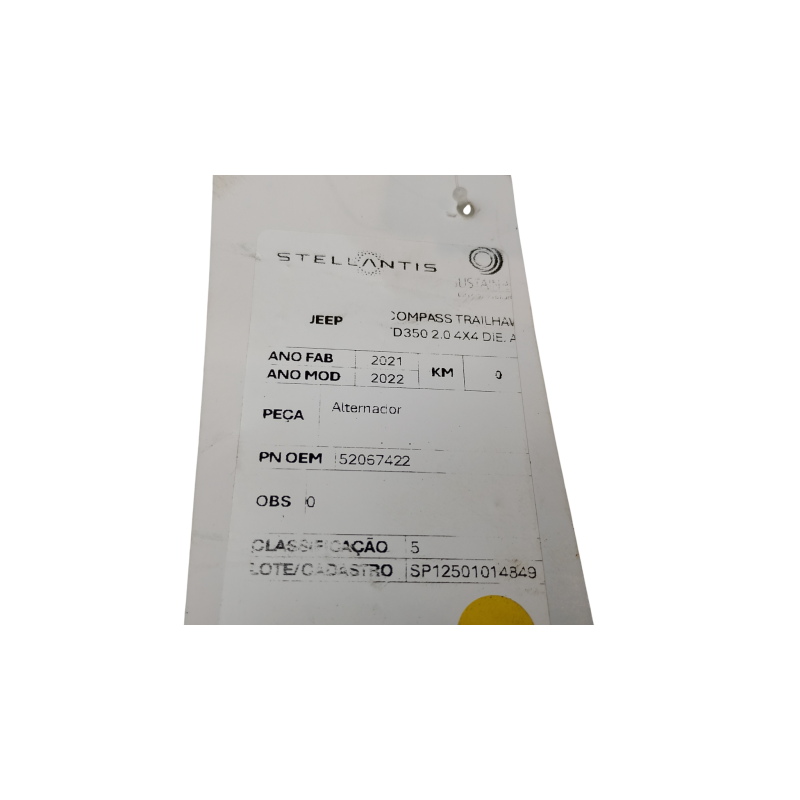 STELLANTIS
JEEP
COMPASS TRAILHAW
TD350 2.0 4X4 DIE. A
ANO FAB 2021
ANO MOD 2022
KM 0
PEÇA Alternador
PN OEM 52067422
OBS 0
CLASSIFICAÇÃO 5
LOTE/CADASTRO SP12501014849